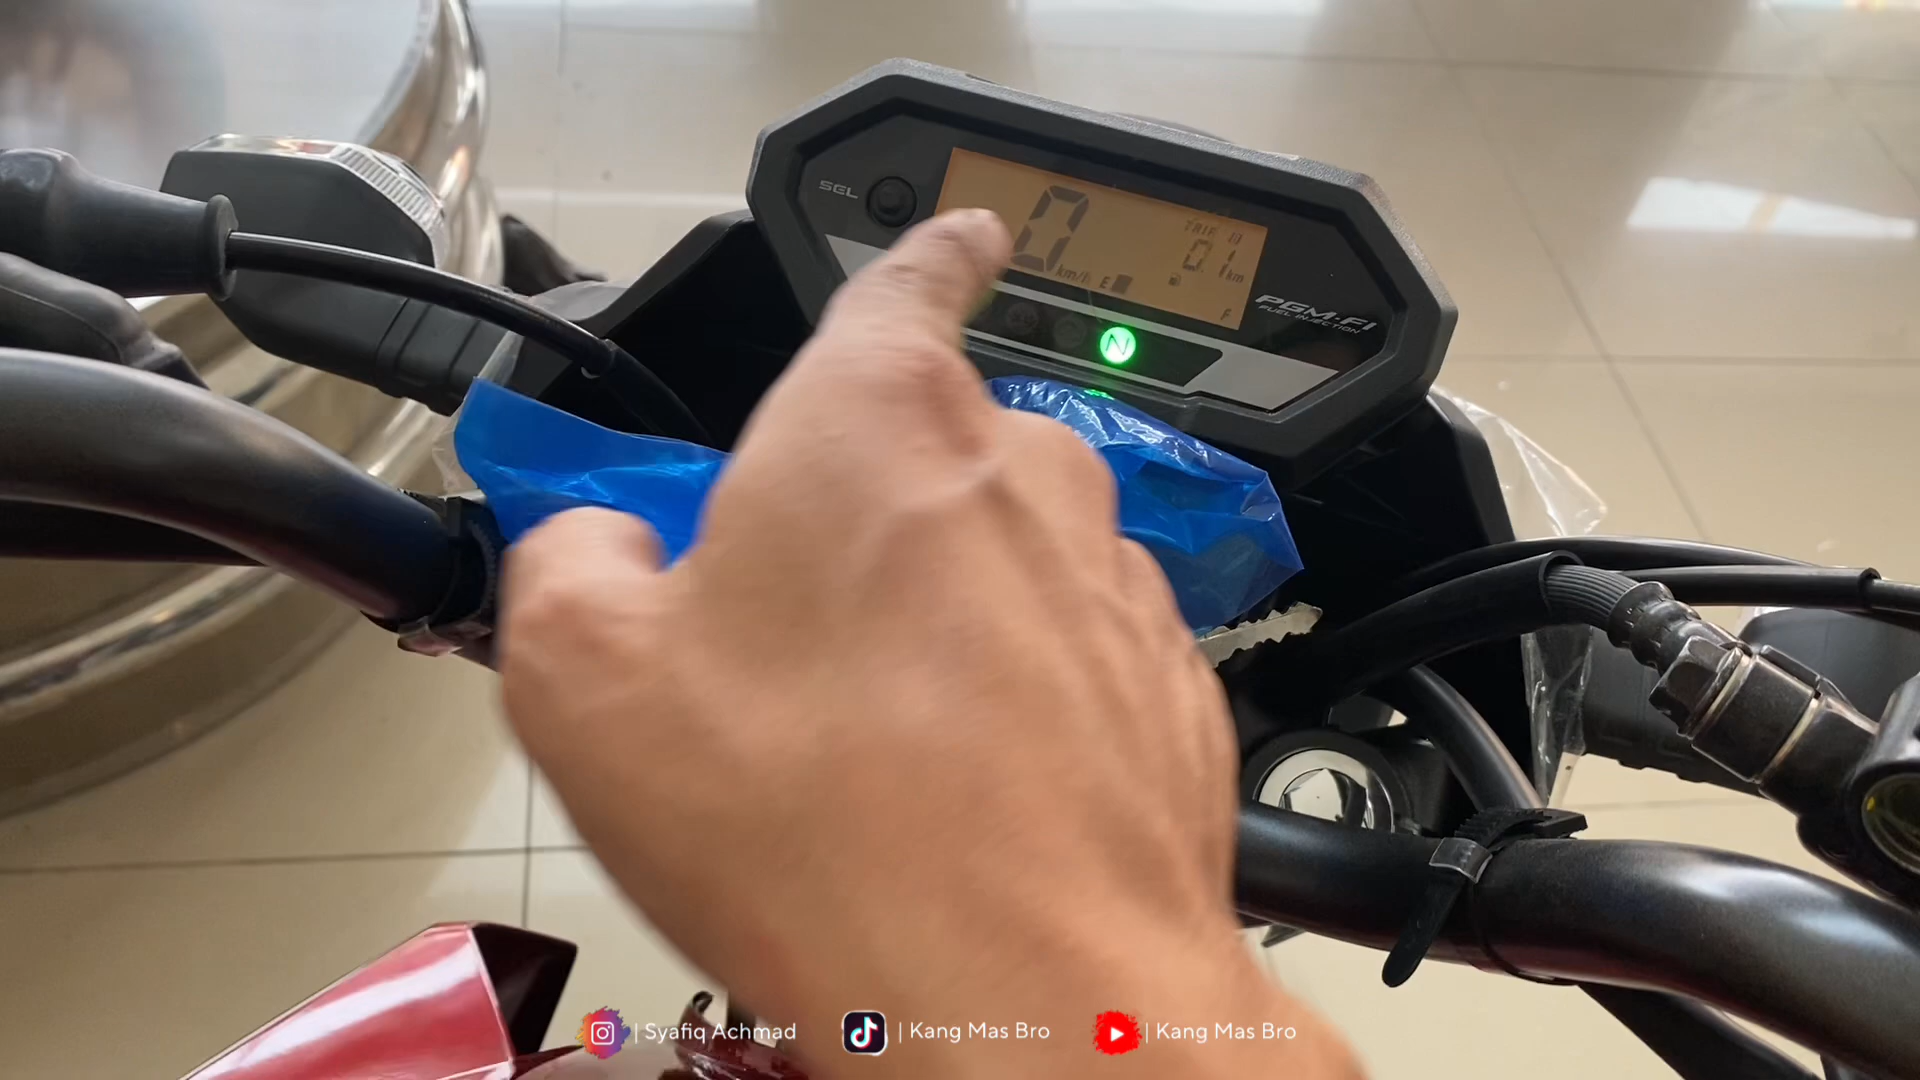 SEL
0
km/h
E
TRIP
0.1 km
F
PGM-FI
FUEL INJECTION
N
| Syafiq Achmad
| Kang Mas Bro
| Kang Mas Bro